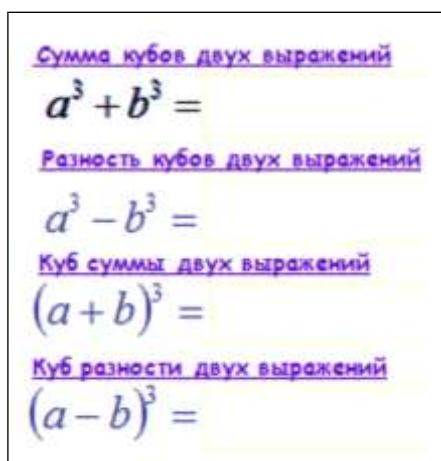 Сумма кубов двух выражений
a³ + b³ =
Разность кубов двух выражений
a³ − b³ =
Куб суммы двух выражений
(a + b)³ =
Куб разности двух выражений
(a − b)³ =